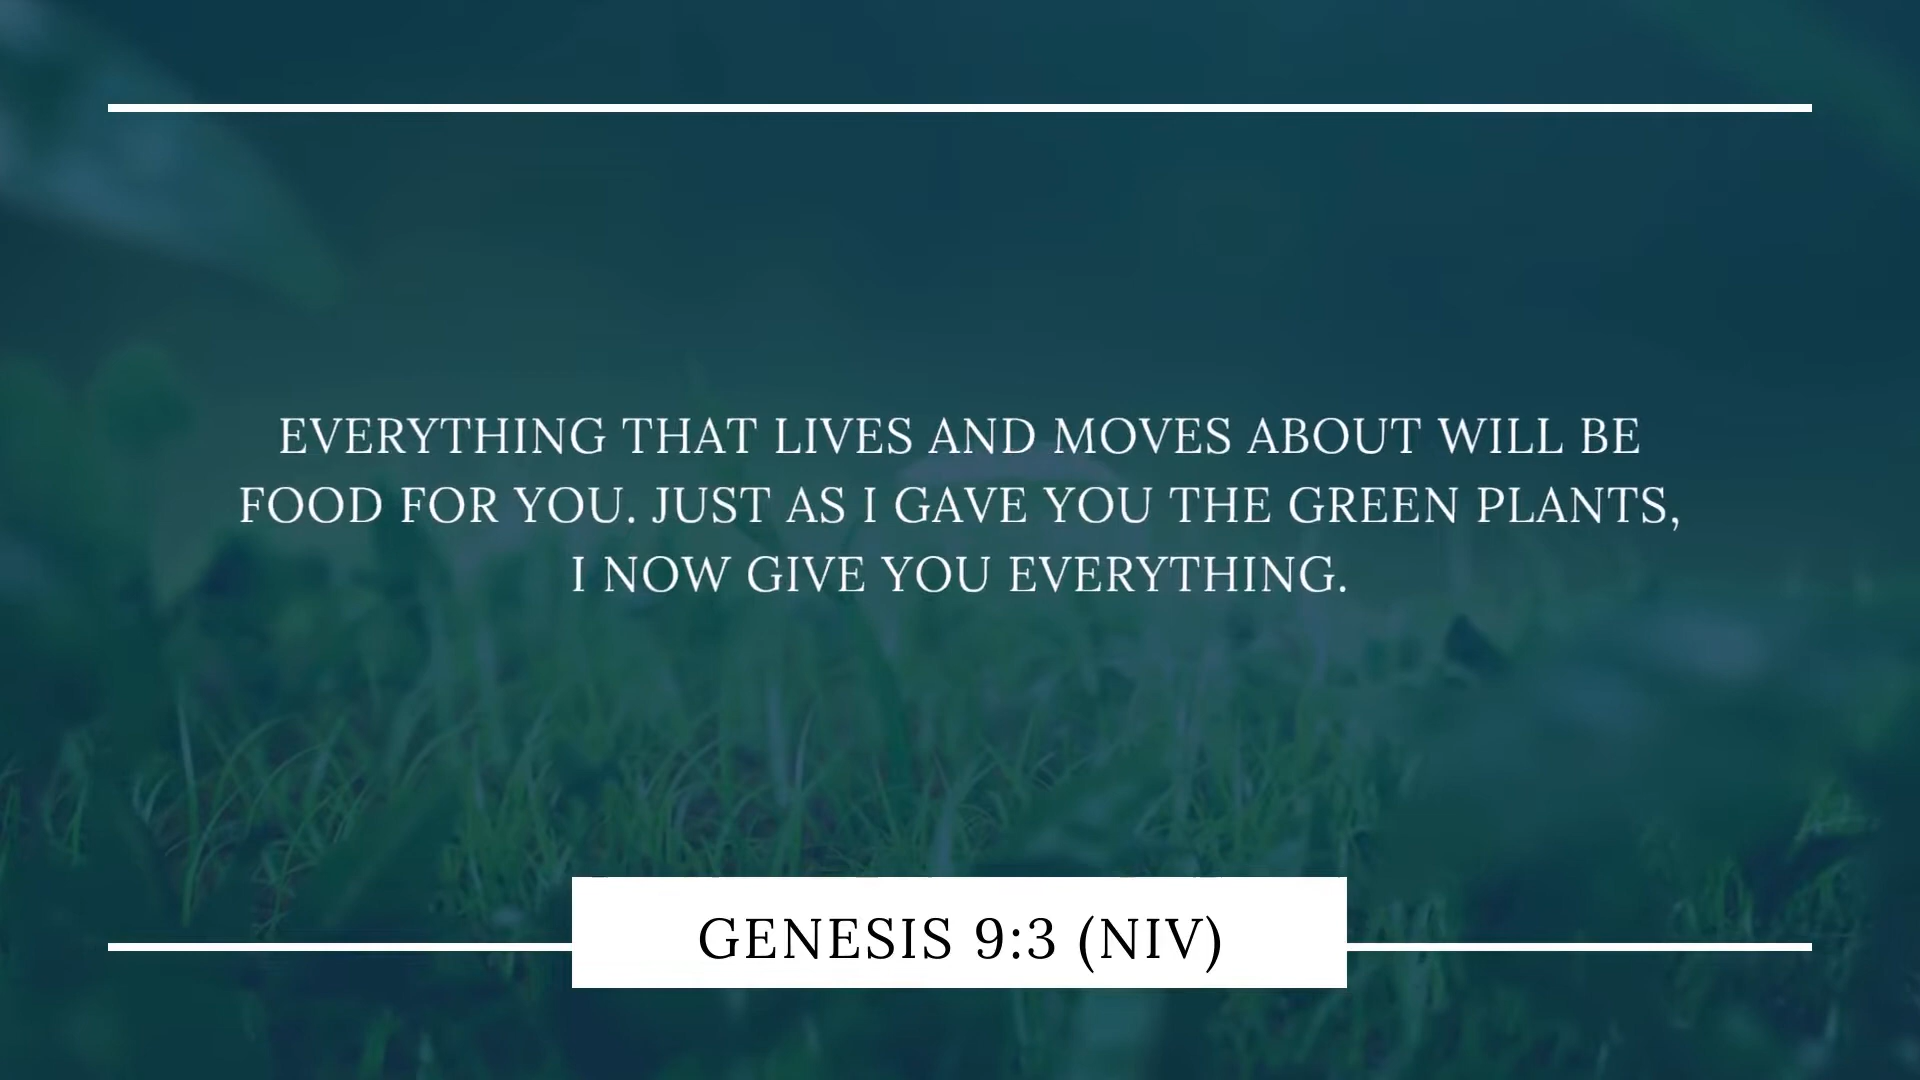 EVERYTHING THAT LIVES AND MOVES ABOUT WILL BE
FOOD FOR YOU. JUST AS I GAVE YOU THE GREEN PLANTS,
I NOW GIVE YOU EVERYTHING.
GENESIS 9:3 (NIV)